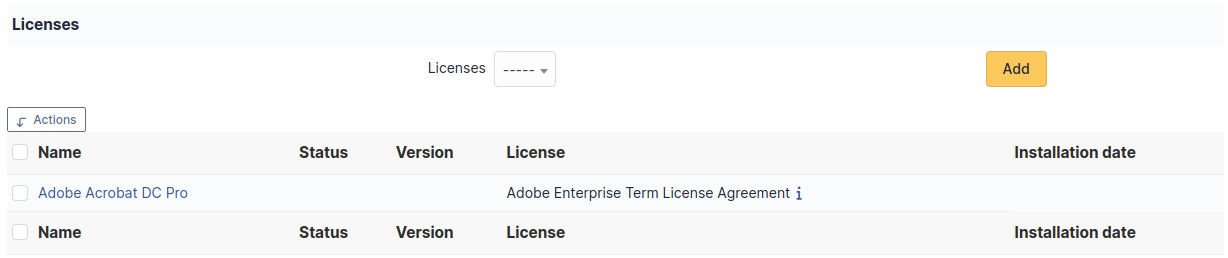 Licenses
Licenses ----- Add
Actions
Name Status Version License Installation date
Adobe Acrobat DC Pro Adobe Enterprise Term License Agreement i
Name Status Version License Installation date